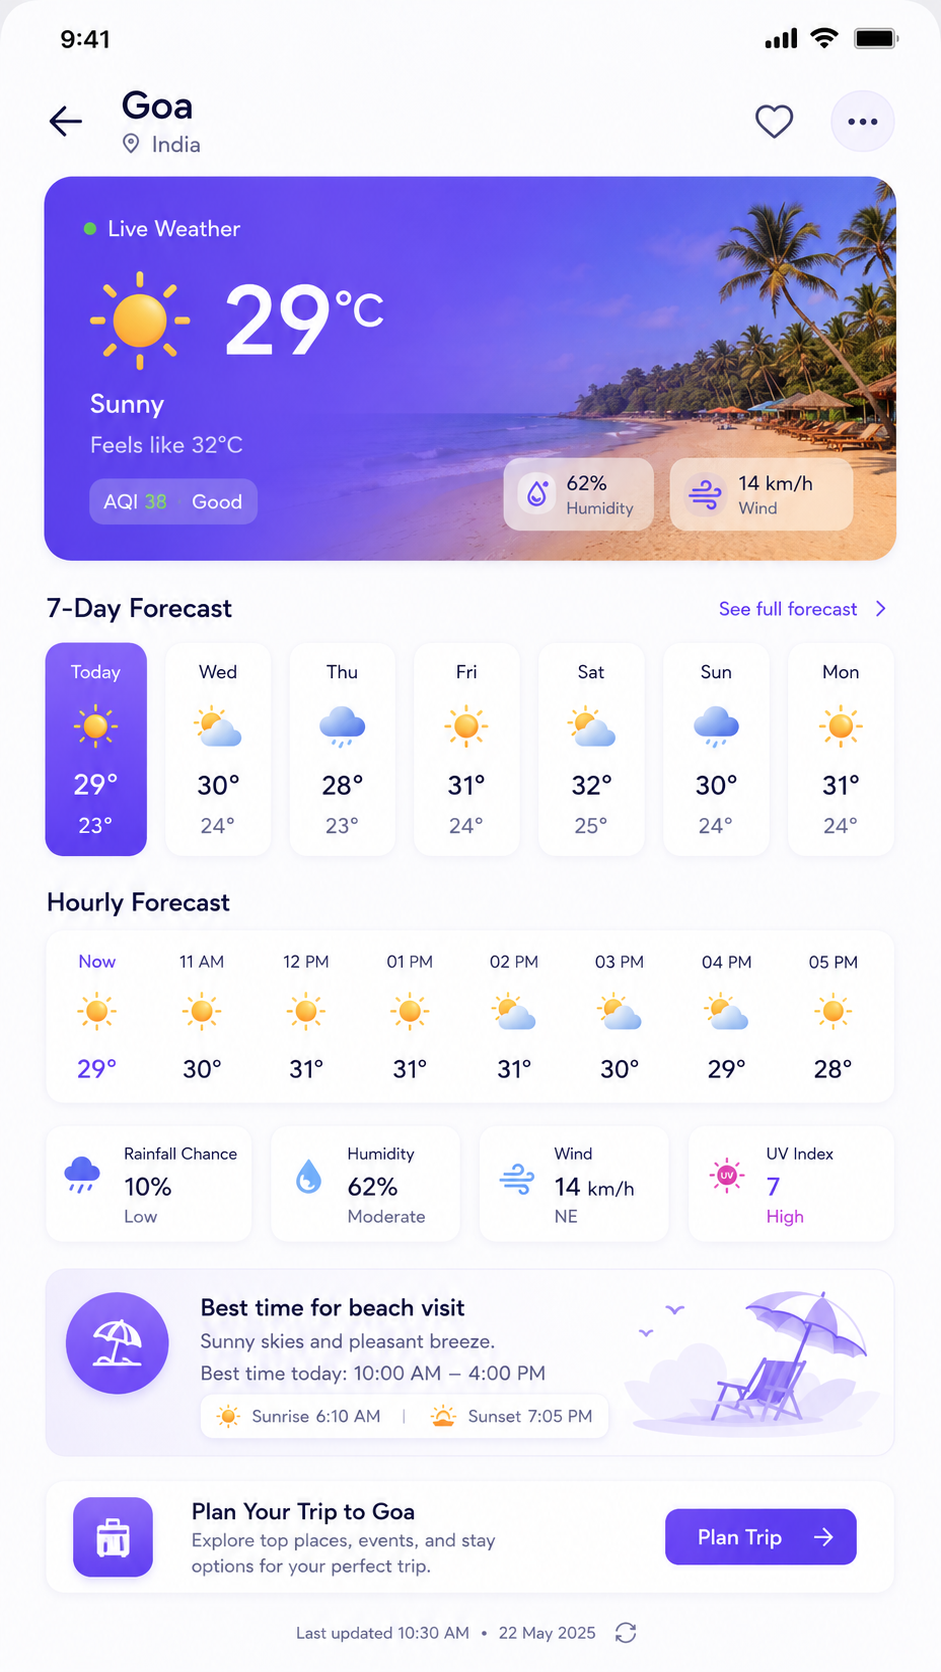 9:41
Goa
India
Live Weather
29°C
Sunny
Feels like 32°C
AQI 38 · Good
62%
Humidity
14 km/h
Wind
7-Day Forecast
See full forecast
Today Wed Thu Fri Sat Sun Mon
29° 30° 28° 31° 32° 30° 31°
23° 24° 23° 24° 25° 24° 24°
Hourly Forecast
Now 11 AM 12 PM 01 PM 02 PM 03 PM 04 PM 05 PM
29° 30° 31° 31° 31° 30° 29° 28°
Rainfall Chance
10%
Low
Humidity
62%
Moderate
Wind
14 km/h
NE
UV
UV Index
7
High
Best time for beach visit
Sunny skies and pleasant breeze.
Best time today: 10:00 AM – 4:00 PM
Sunrise 6:10 AM | Sunset 7:05 PM
Plan Your Trip to Goa
Explore top places, events, and stay
options for your perfect trip.
Plan Trip
Last updated 10:30 AM • 22 May 2025